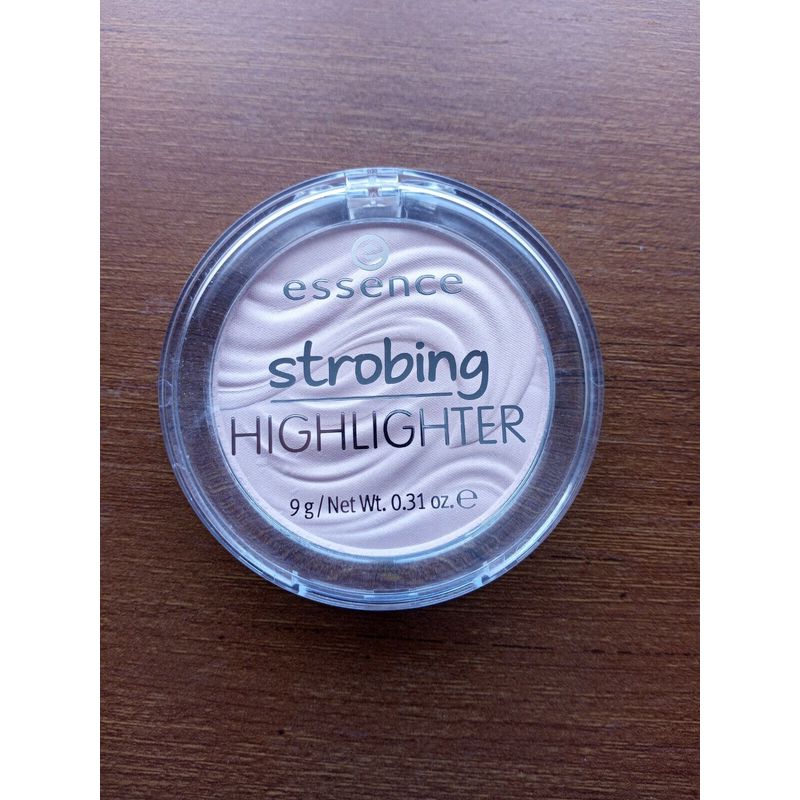 essence
strobing
HIGHLIGHTER
9 g / Net Wt. 0.31 oz. ℮